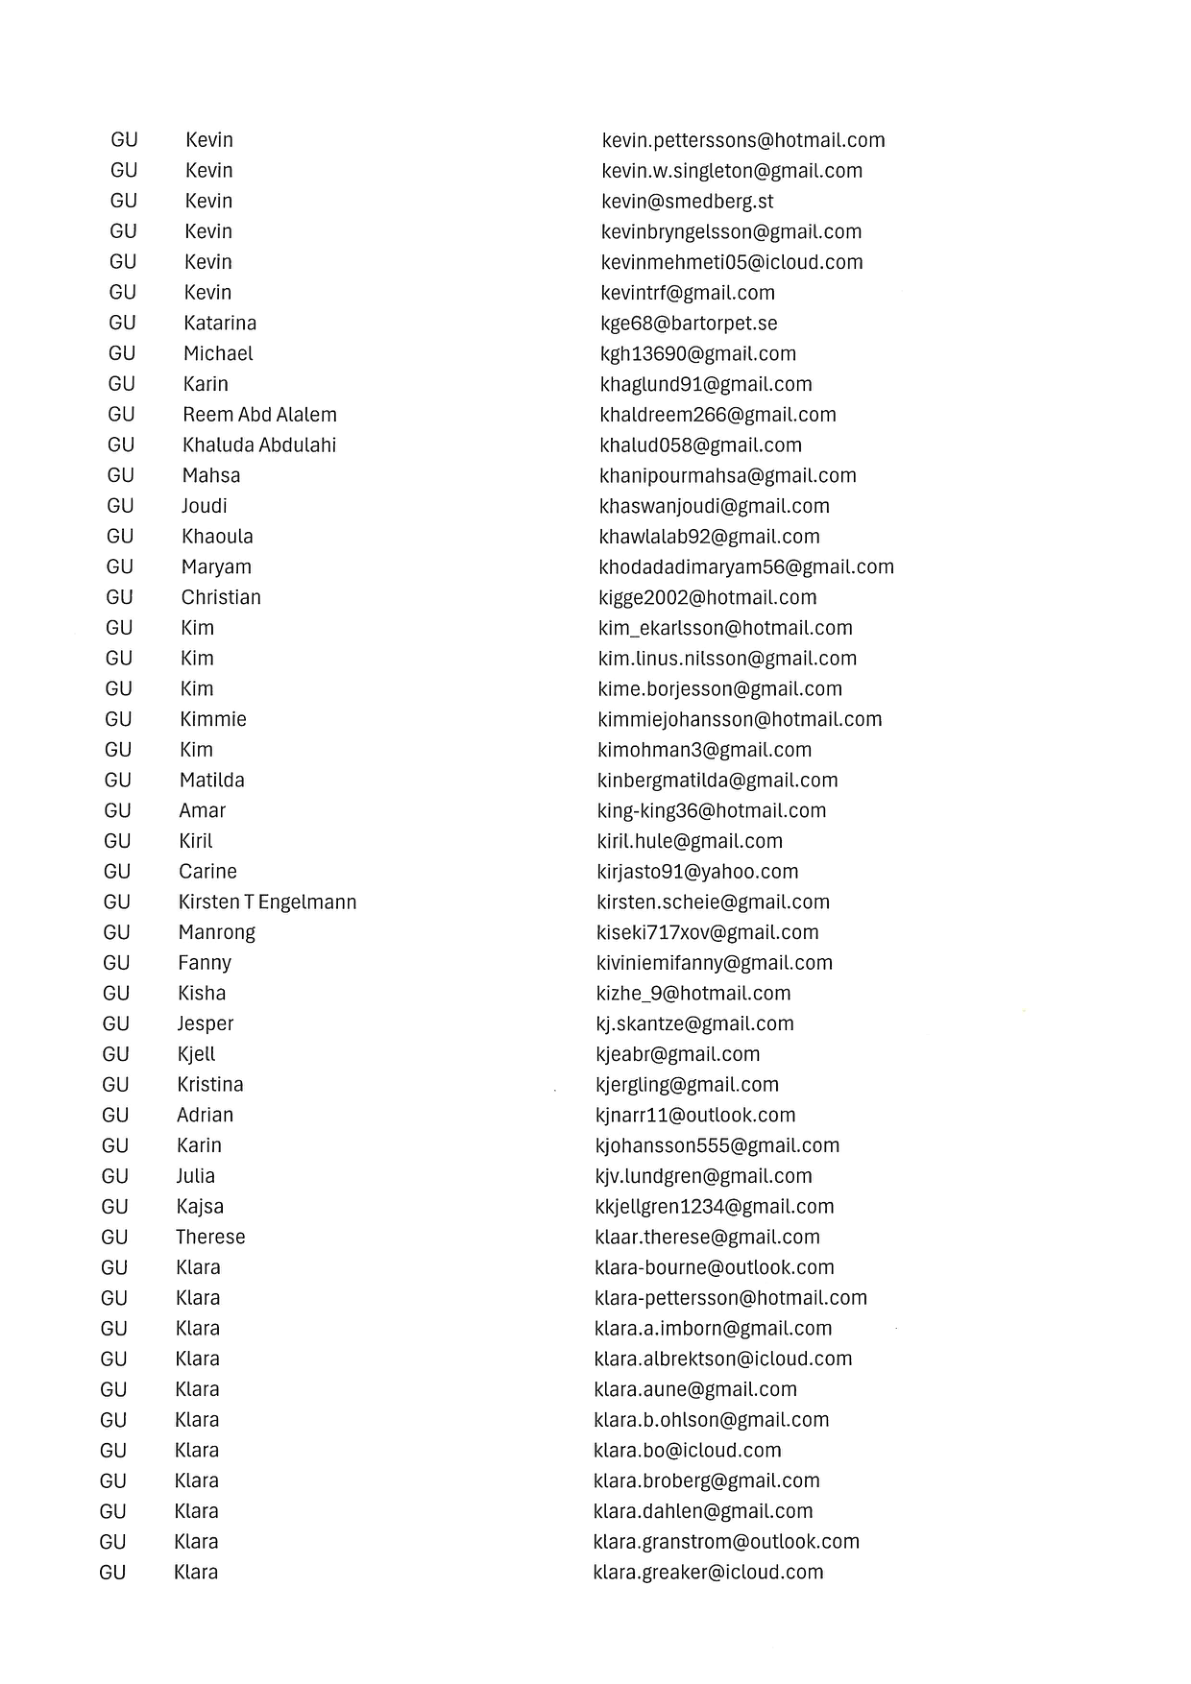 GU Kevin kevin.petterssons@hotmail.com
GU Kevin kevin.w.singleton@gmail.com
GU Kevin kevin@smedberg.st
GU Kevin kevinbryngelsson@gmail.com
GU Kevin kevinmehmeti05@icloud.com
GU Kevin kevintrf@gmail.com
GU Katarina kge68@bartorpet.se
GU Michael kgh13690@gmail.com
GU Karin khaglund91@gmail.com
GU Reem Abd Alalem khaldreem266@gmail.com
GU Khaluda Abdulahi khalud058@gmail.com
GU Mahsa khanipourmahsa@gmail.com
GU Joudi khaswanjoudi@gmail.com
GU Khaoula khawlalab92@gmail.com
GU Maryam khodadadimaryam56@gmail.com
GU Christian kigge2002@hotmail.com
GU Kim kim_ekarlsson@hotmail.com
GU Kim kim.linus.nilsson@gmail.com
GU Kim kime.borjesson@gmail.com
GU Kimmie kimmiejohansson@hotmail.com
GU Kim kimohman3@gmail.com
GU Matilda kinbergmatilda@gmail.com
GU Amar king-king36@hotmail.com
GU Kiril kiril.hule@gmail.com
GU Carine kirjasto91@yahoo.com
GU Kirsten T Engelmann kirsten.scheie@gmail.com
GU Manrong kiseki717xov@gmail.com
GU Fanny kiviniemifanny@gmail.com
GU Kisha kizhe_9@hotmail.com
GU Jesper kj.skantze@gmail.com
GU Kjell kjeabr@gmail.com
GU Kristina kjergling@gmail.com
GU Adrian kjnarr11@outlook.com
GU Karin kjohansson555@gmail.com
GU Julia kjv.lundgren@gmail.com
GU Kajsa kkjellgren1234@gmail.com
GU Therese klaar.therese@gmail.com
GU Klara klara-bourne@outlook.com
GU Klara klara-pettersson@hotmail.com
GU Klara klara.a.imborn@gmail.com
GU Klara klara.albrektson@icloud.com
GU Klara klara.aune@gmail.com
GU Klara klara.b.ohlson@gmail.com
GU Klara klara.bo@icloud.com
GU Klara klara.broberg@gmail.com
GU Klara klara.dahlen@gmail.com
GU Klara klara.granstrom@outlook.com
GU Klara klara.greaker@icloud.com